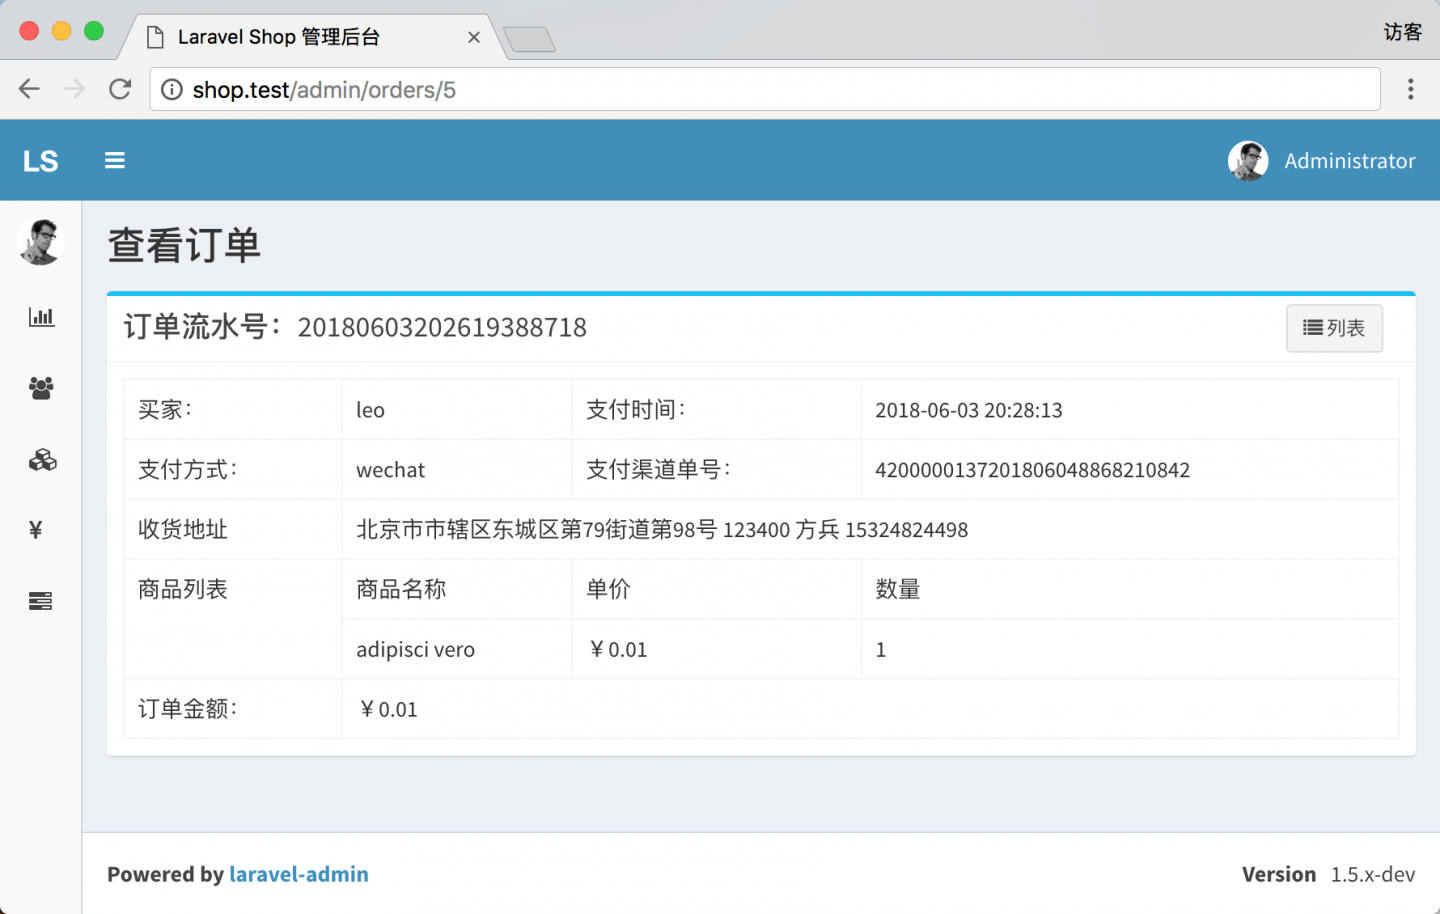 Laravel Shop 管理后台
访客
shop.test/admin/orders/5
LS
Administrator
查看订单
订单流水号：20180603202619388718
列表
买家： leo 支付时间： 2018-06-03 20:28:13
支付方式： wechat 支付渠道单号： 4200000137201806048868210842
收货地址 北京市市辖区东城区第79街道第98号 123400 方兵 15324824498
商品列表 商品名称 单价 数量
adipisci vero ￥0.01 1
订单金额： ￥0.01
Powered by laravel-admin
Version 1.5.x-dev